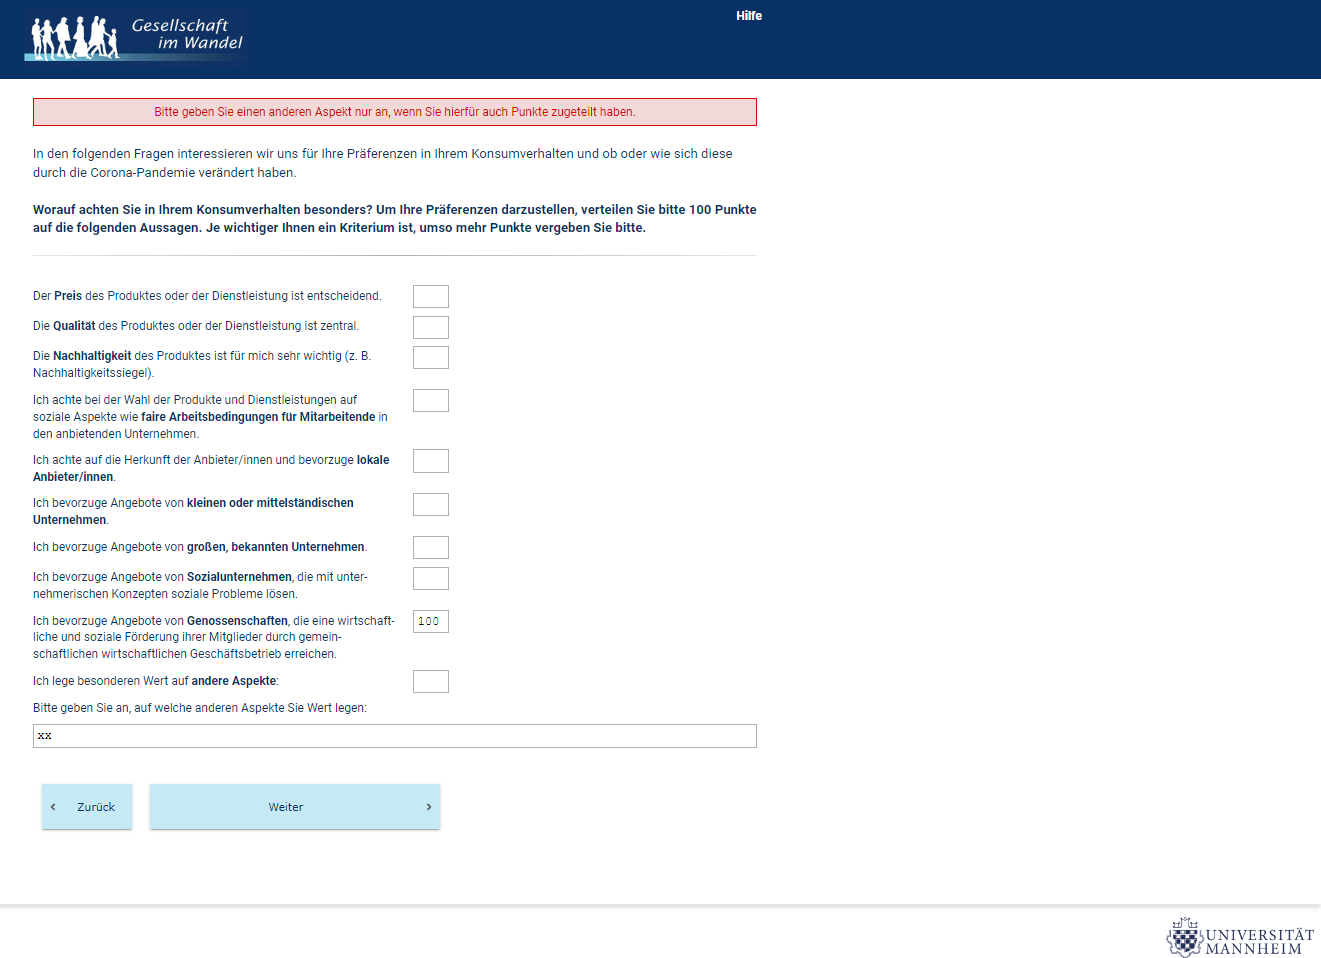 Gesellschaft
im Wandel
Hilfe
Bitte geben Sie einen anderen Aspekt nur an, wenn Sie hierfür auch Punkte zugeteilt haben.
In den folgenden Fragen interessieren wir uns für Ihre Präferenzen in Ihrem Konsumverhalten und ob oder wie sich diese
durch die Corona-Pandemie verändert haben.
Worauf achten Sie in Ihrem Konsumverhalten besonders? Um Ihre Präferenzen darzustellen, verteilen Sie bitte 100 Punkte
auf die folgenden Aussagen. Je wichtiger Ihnen ein Kriterium ist, umso mehr Punkte vergeben Sie bitte.
Der Preis des Produktes oder der Dienstleistung ist entscheidend.
Die Qualität des Produktes oder der Dienstleistung ist zentral.
Die Nachhaltigkeit des Produktes ist für mich sehr wichtig (z. B.
Nachhaltigkeitssiegel).
Ich achte bei der Wahl der Produkte und Dienstleistungen auf
soziale Aspekte wie faire Arbeitsbedingungen für Mitarbeitende in
den anbietenden Unternehmen.
Ich achte auf die Herkunft der Anbieter/innen und bevorzuge lokale
Anbieter/innen.
Ich bevorzuge Angebote von kleinen oder mittelständischen
Unternehmen.
Ich bevorzuge Angebote von großen, bekannten Unternehmen.
Ich bevorzuge Angebote von Sozialunternehmen, die mit unter-
nehmerischen Konzepten soziale Probleme lösen.
Ich bevorzuge Angebote von Genossenschaften, die eine wirtschaft-
liche und soziale Förderung ihrer Mitglieder durch gemein-
schaftlichen wirtschaftlichen Geschäftsbetrieb erreichen.
100
Ich lege besonderen Wert auf andere Aspekte:
Bitte geben Sie an, auf welche anderen Aspekte Sie Wert legen:
xx
‹ Zurück
Weiter ›
UNIVERSITÄT
MANNHEIM